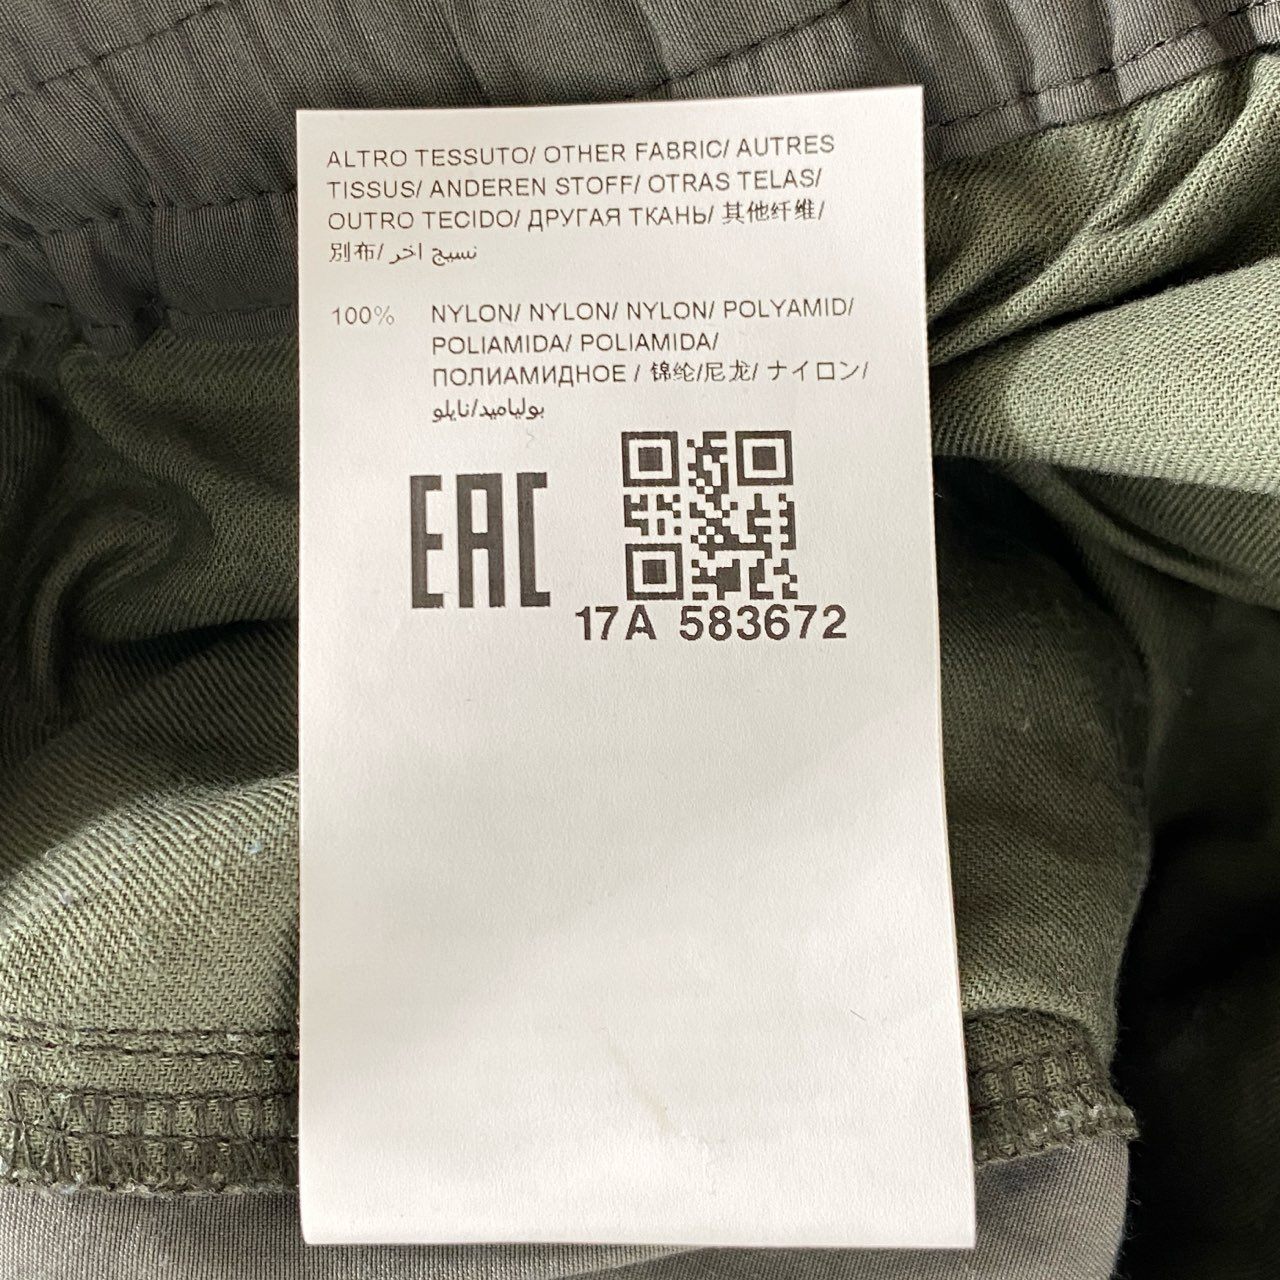 ALTRO TESSUTO/ OTHER FABRIC/ AUTRES
TISSUS/ ANDEREN STOFF/ OTRAS TELAS/
OUTRO TECIDO/ ДРУГАЯ ТКАНЬ/ 其他纤维/
別布/ نسيج اخر
100% NYLON/ NYLON/ NYLON/ POLYAMID/
POLIAMIDA/ POLIAMIDA/
ПОЛИАМИДНОЕ / 锦纶/尼龙/ ナイロン/
بولياميد/نايلو
EAC
17A 583672